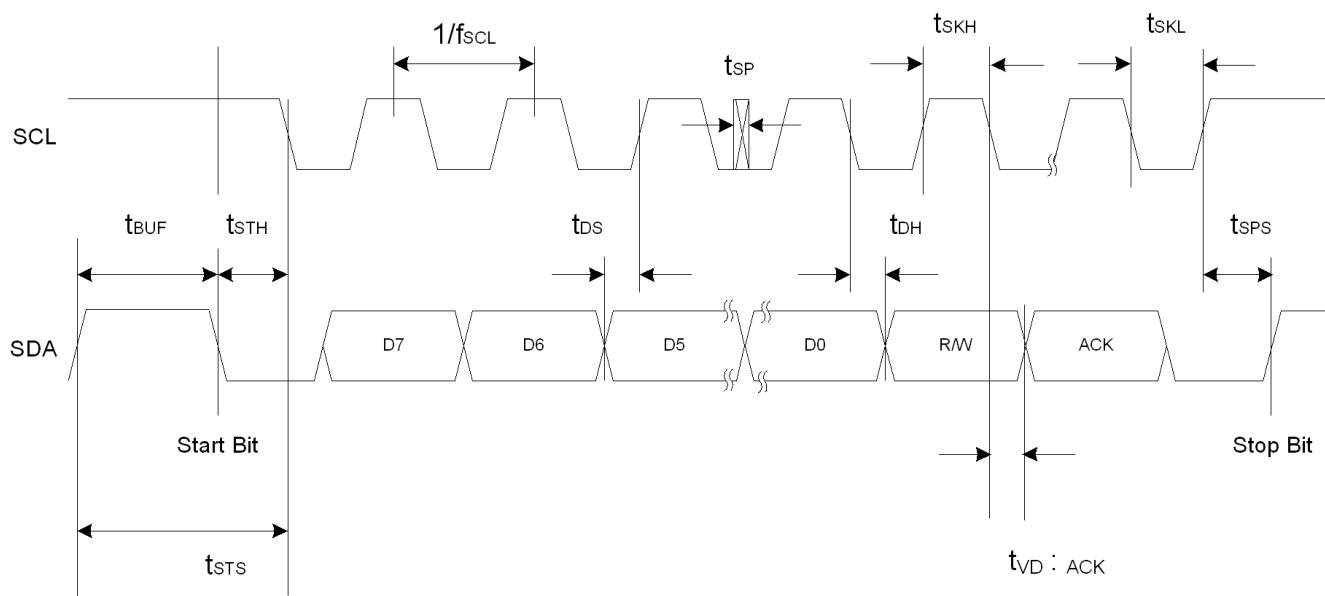 1/fSCL
tSKH
tSKL
tSP
SCL
tBUF
tSTH
tDS
tDH
tSPS
SDA
D7
D6
D5
D0
R/W
ACK
Start Bit
Stop Bit
tSTS
tVD : ACK